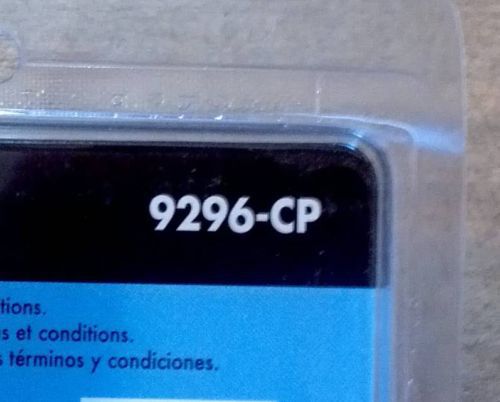 9296-CP
tions.
s et conditions.
s términos y condiciones.